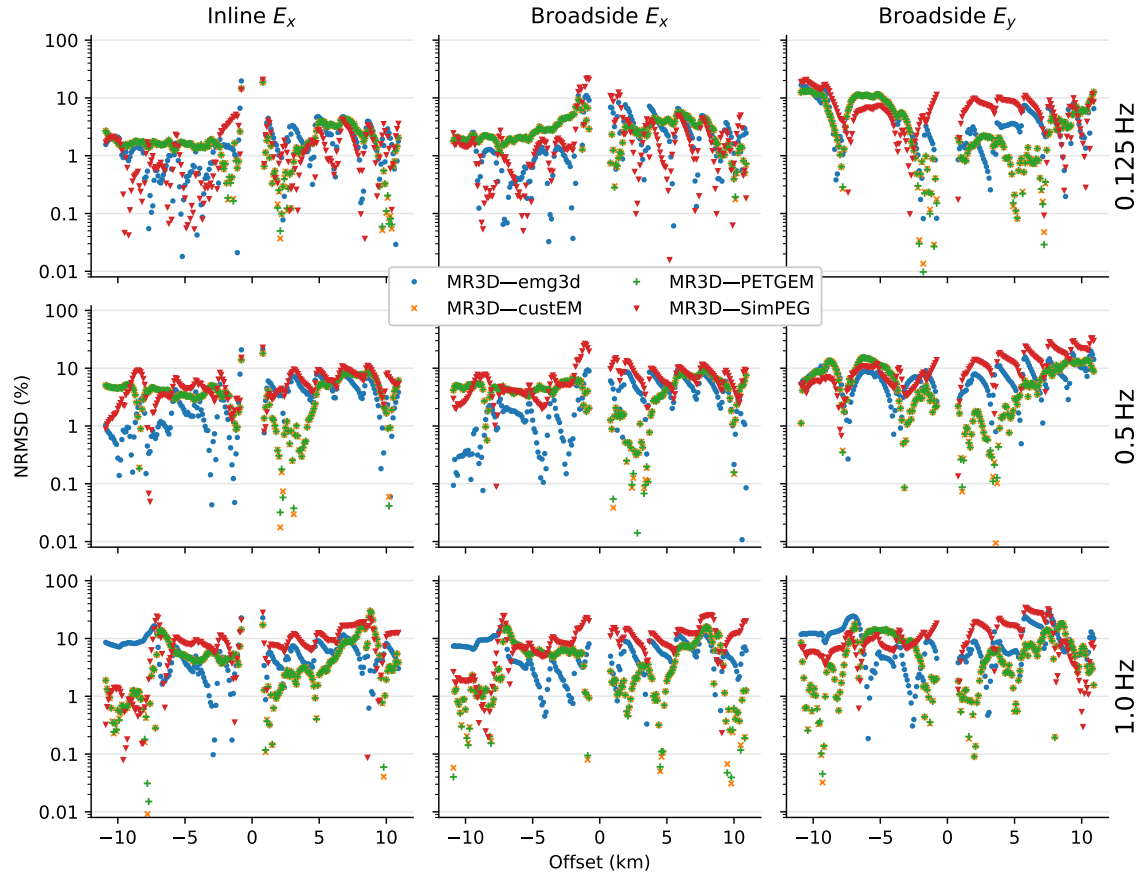 Inline Ex Broadside Ex Broadside Ey
100
10
1
0.1
0.01
0.125 Hz
MR3D—emg3d MR3D—PETGEM
MR3D—custEM MR3D—SimPEG
100
10
1
0.1
0.01
NRMSD (%)
0.5 Hz
100
10
1
0.1
0.01
1.0 Hz
−10 −5 0 5 10 −10 −5 0 5 10 −10 −5 0 5 10
Offset (km)